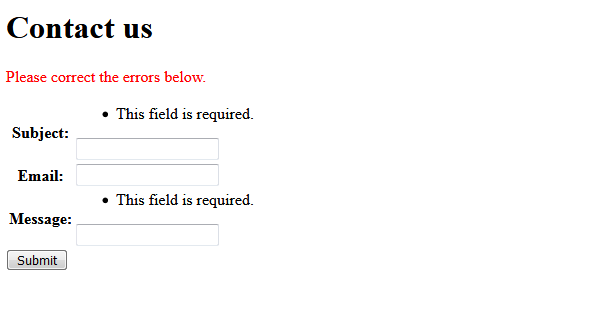 Contact us
Please correct the errors below.
• This field is required.
Subject:
Email:
• This field is required.
Message:
Submit